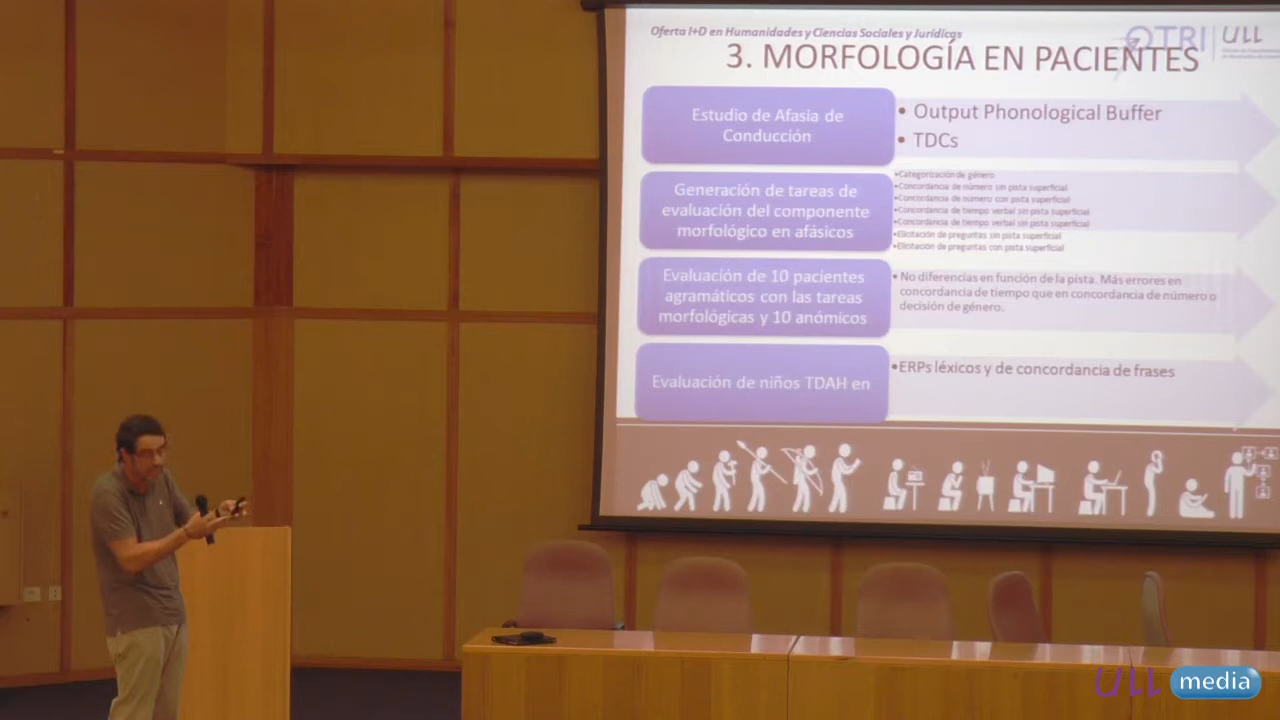 Oferta I+D en Humanidades y Ciencias Sociales y Jurídicas
OTRI ULL
3. MORFOLOGÍA EN PACIENTES
Estudio de Afasia de
Conducción
• Output Phonological Buffer
• TDCs
Generación de tareas de
evaluación del componente
morfológico en afásicos
•Categorización de género
•Concordancia de número sin pista superficial
•Concordancia de número con pista superficial
•Concordancia de tiempo verbal sin pista superficial
•Concordancia de tiempo verbal sin pista superficial
•Elicitación de preguntas sin pista superficial
•Elicitación de preguntas con pista superficial
Evaluación de 10 pacientes
agramáticos con las tareas
morfológicas y 10 anómicos
• No diferencias en función de la pista. Más errores en
concordancia de tiempo que en concordancia de número o
decisión de género.
Evaluación de niños TDAH en
•ERPs léxicos y de concordancia de frases
ULL media